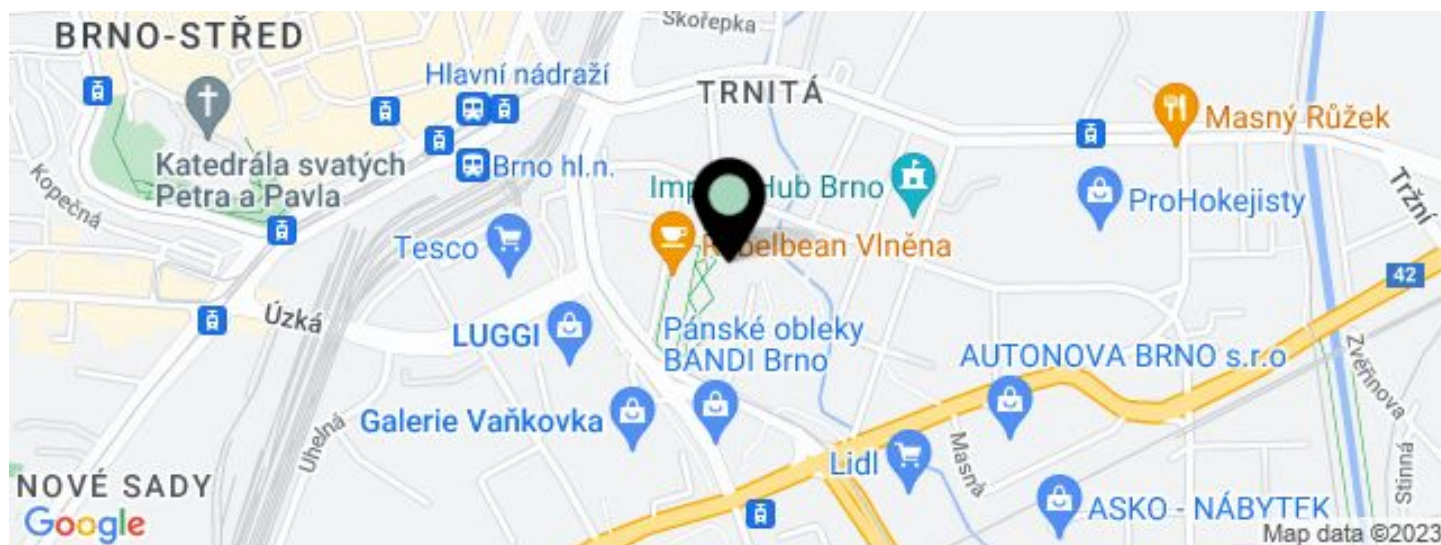 Skořepka
BRNO-STŘED
Hlavní nádraží
TRNITÁ
Masný Růžek
Katedrála svatých
Petra a Pavla
Brno hl.n.
Hub Brno
Tržní
Kopečná
ProHokejisty
Tesco
Vlněna
42
Úzká
LUGGI
Pánské obleky
BANDI Brno
AUTONOVA BRNO s.r.o
Zvěřinova
Galerie Vaňkovka
Uhelná
Lidl
Masná
NOVÉ SADY
Stinná
ASKO - NÁBYTEK
Google
Map data ©2023